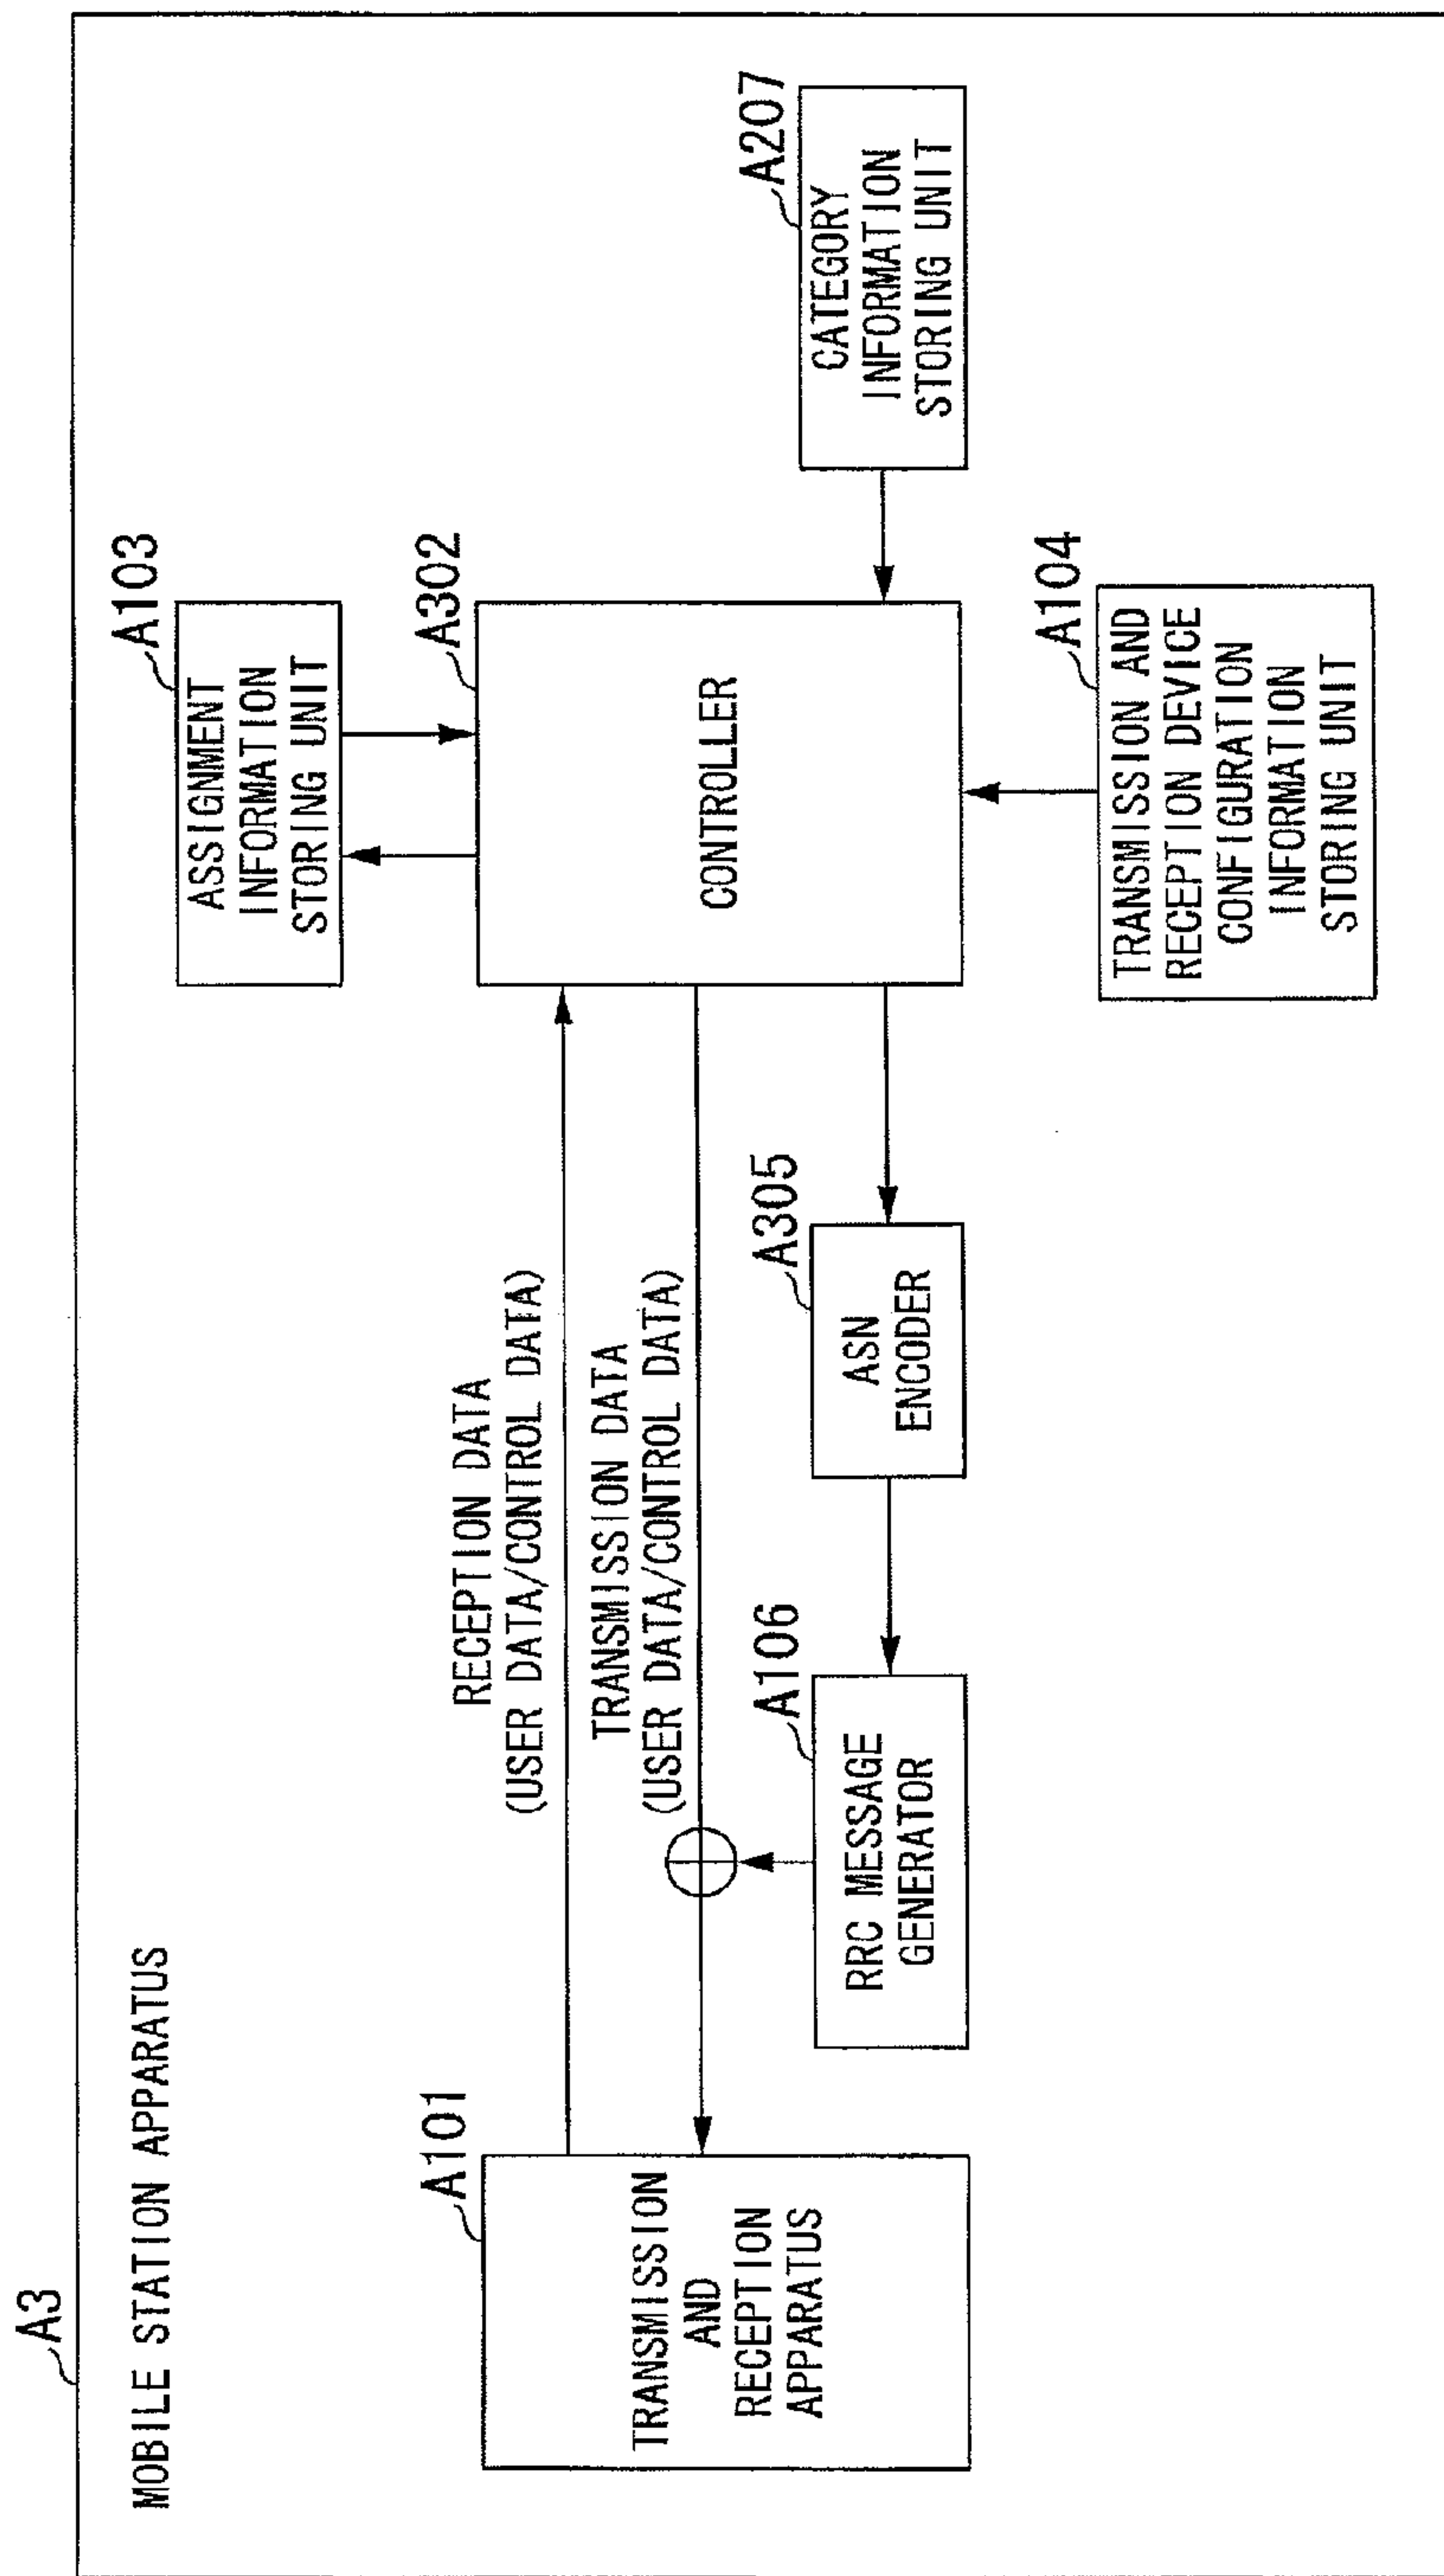 A3
MOBILE STATION APPARATUS
A101
TRANSMISSION
AND
RECEPTION
APPARATUS
RECEPTION DATA
(USER DATA/CONTROL DATA)
TRANSMISSION DATA
(USER DATA/CONTROL DATA)
A106
RRC MESSAGE
GENERATOR
A305
ASN
ENCODER
A103
ASSIGNMENT
INFORMATION
STORING UNIT
A302
CONTROLLER
A104
TRANSMISSION AND
RECEPTION DEVICE
CONFIGURATION
INFORMATION
STORING UNIT
A207
CATEGORY
INFORMATION
STORING UNIT